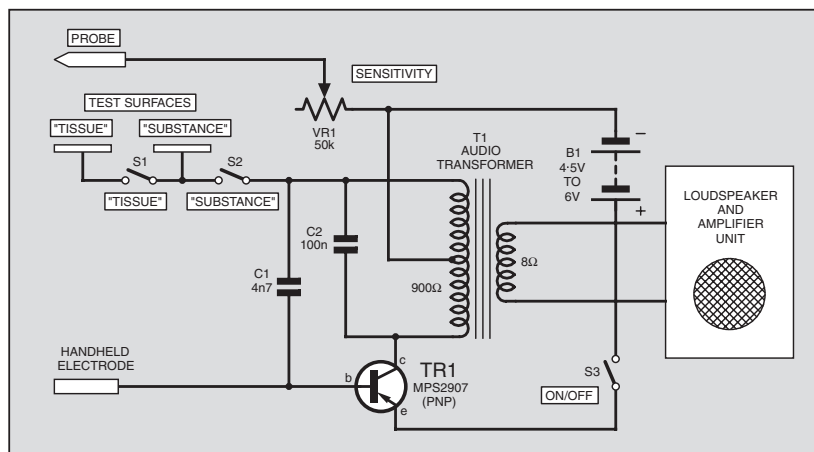 PROBE
SENSITIVITY
TEST SURFACES
"TISSUE"
"SUBSTANCE"
VR1
50k
S1
S2
"TISSUE"
"SUBSTANCE"
T1
AUDIO
TRANSFORMER
B1
4·5V
TO
6V
−
+
LOUDSPEAKER
AND
AMPLIFIER
UNIT
C2
100n
C1
4n7
900Ω
8Ω
HANDHELD
ELECTRODE
b
c
e
TR1
MPS2907
(PNP)
S3
ON/OFF